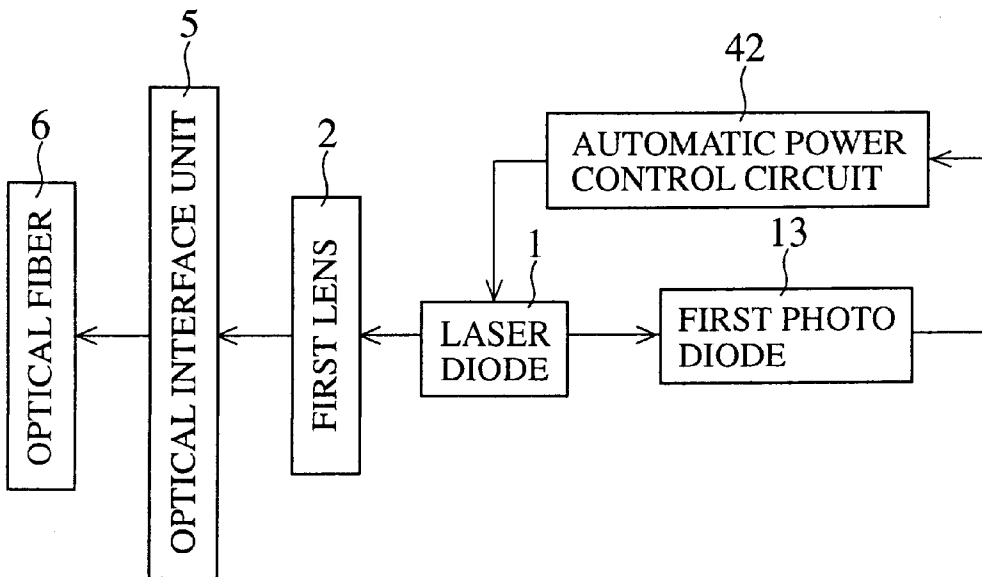 5
42
6
2
AUTOMATIC POWER
CONTROL CIRCUIT
1
13
OPTICAL FIBER
OPTICAL INTERFACE UNIT
FIRST LENS
LASER
DIODE
FIRST PHOTO
DIODE